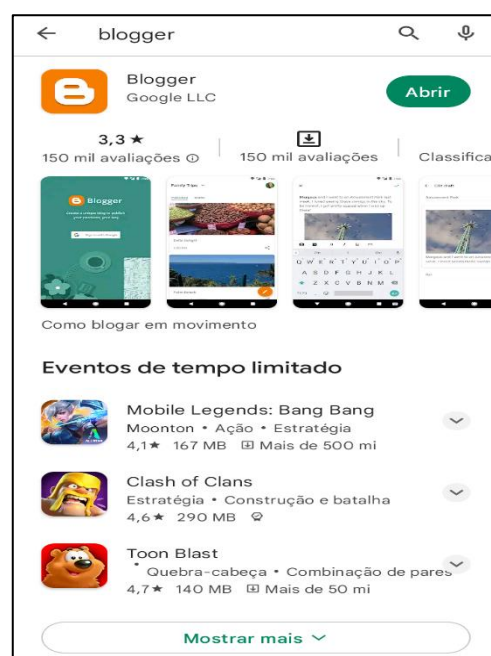 blogger
Blogger
Google LLC
Abrir
3,3 ★
150 mil avaliações
150 mil avaliações
Classifica
Blogger
Como blogar em movimento
Eventos de tempo limitado
Mobile Legends: Bang Bang
Moonton • Ação • Estratégia
4,1★ 167 MB Mais de 500 mi
Clash of Clans
Estratégia • Construção e batalha
4,6★ 290 MB
Toon Blast
• Quebra-cabeça • Combinação de pares
4,7★ 140 MB Mais de 50 mi
Mostrar mais